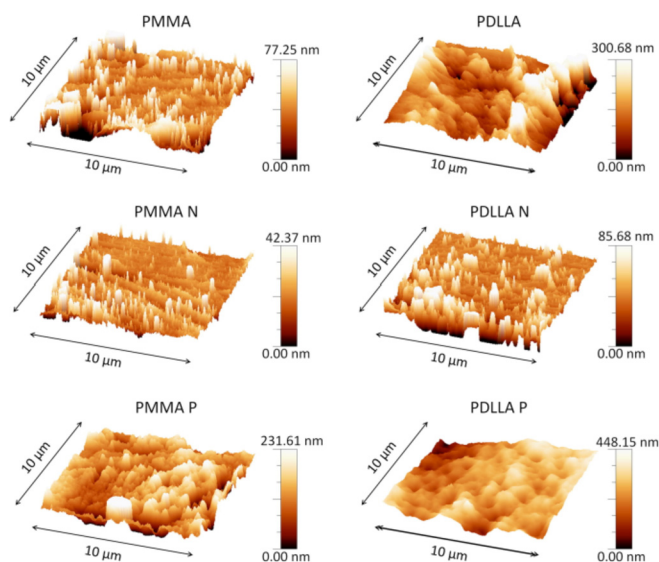 PMMA
10 µm
77.25 nm
0.00 nm
10 µm
PDLLA
10 µm
300.68 nm
0.00 nm
10 µm
PMMA N
10 µm
42.37 nm
0.00 nm
10 µm
PDLLA N
10 µm
85.68 nm
0.00 nm
10 µm
PMMA P
10 µm
231.61 nm
0.00 nm
10 µm
PDLLA P
10 µm
448.15 nm
0.00 nm
10 µm